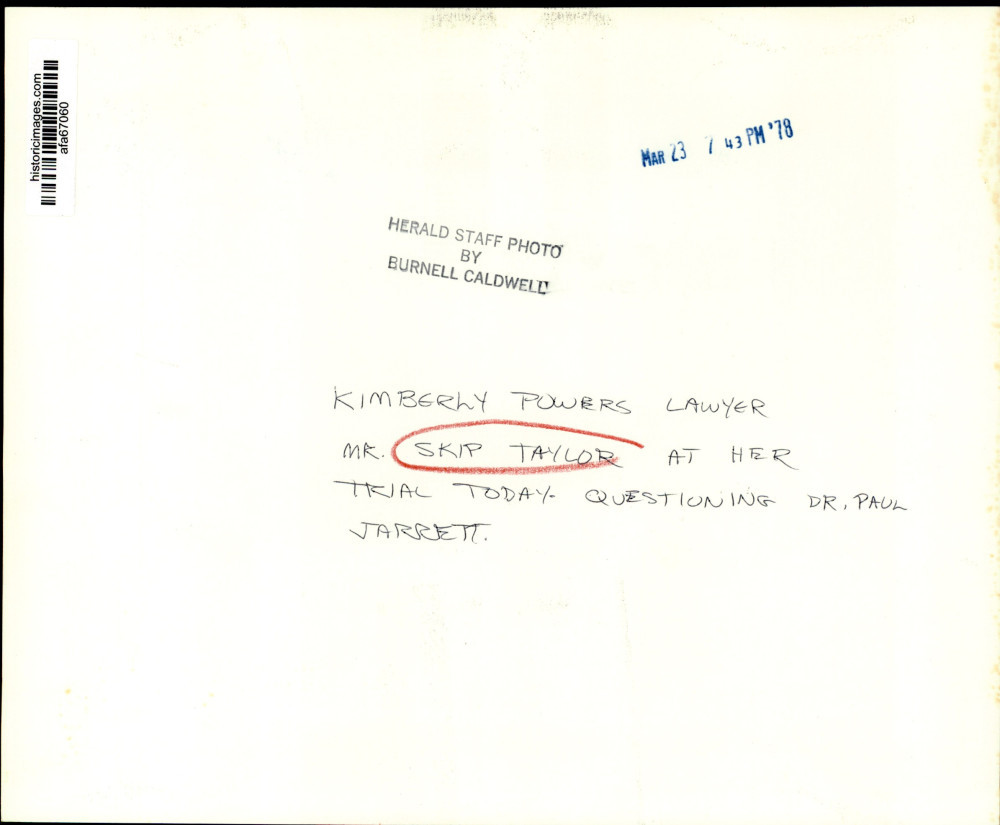 historicimages.com
afa67060
MAR 23 7 43 PM '78
HERALD STAFF PHOTO
BY
BURNELL CALDWELL
KIMBERLY POWERS LAWYER
MR. SKIP TAYLOR AT HER
TRIAL TODAY- QUESTIONING DR. PAUL
JARRETT.